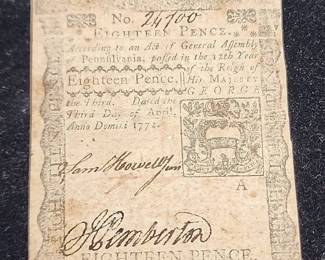 No. 24700
EIGHTEEN PENCE.
According to an Act of General Assembly
of Pennsylvania, passed in the 12th Year
of the Reign of
Eighteen Pence.
His MAJESTY
GEORGE
the Third. Dated the
Third Day of April,
Anno Domini 1772.
Saml Howell Jun
A
Pemberton
EIGHTEEN PENCE.